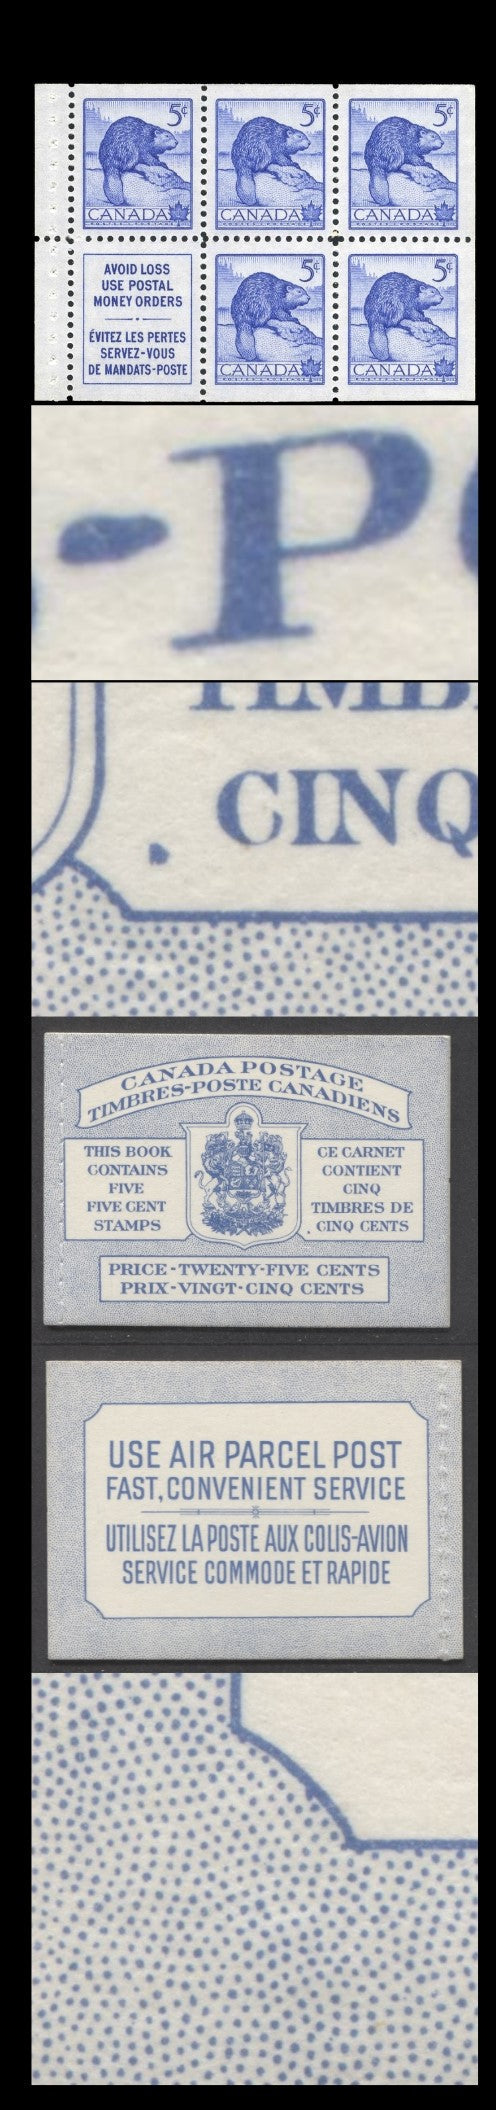 5¢ 5¢ 5¢
CANADA CANADA CANADA
AVOID LOSS
USE POSTAL
MONEY ORDERS
ÉVITEZ LES PERTES
SERVEZ-VOUS
DE MANDATS-POSTE
5¢ 5¢
CANADA CANADA
-P
CINQ
CANADA POSTAGE
TIMBRES-POSTE CANADIENS
THIS BOOK
CONTAINS
FIVE
FIVE CENT
STAMPS
CE CARNET
CONTIENT
CINQ
TIMBRES DE
CINQ CENTS
PRICE-TWENTY-FIVE CENTS
PRIX-VINGT-CINQ CENTS
USE AIR PARCEL POST
FAST, CONVENIENT SERVICE
UTILISEZ LA POSTE AUX COLIS-AVION
SERVICE COMMODE ET RAPIDE